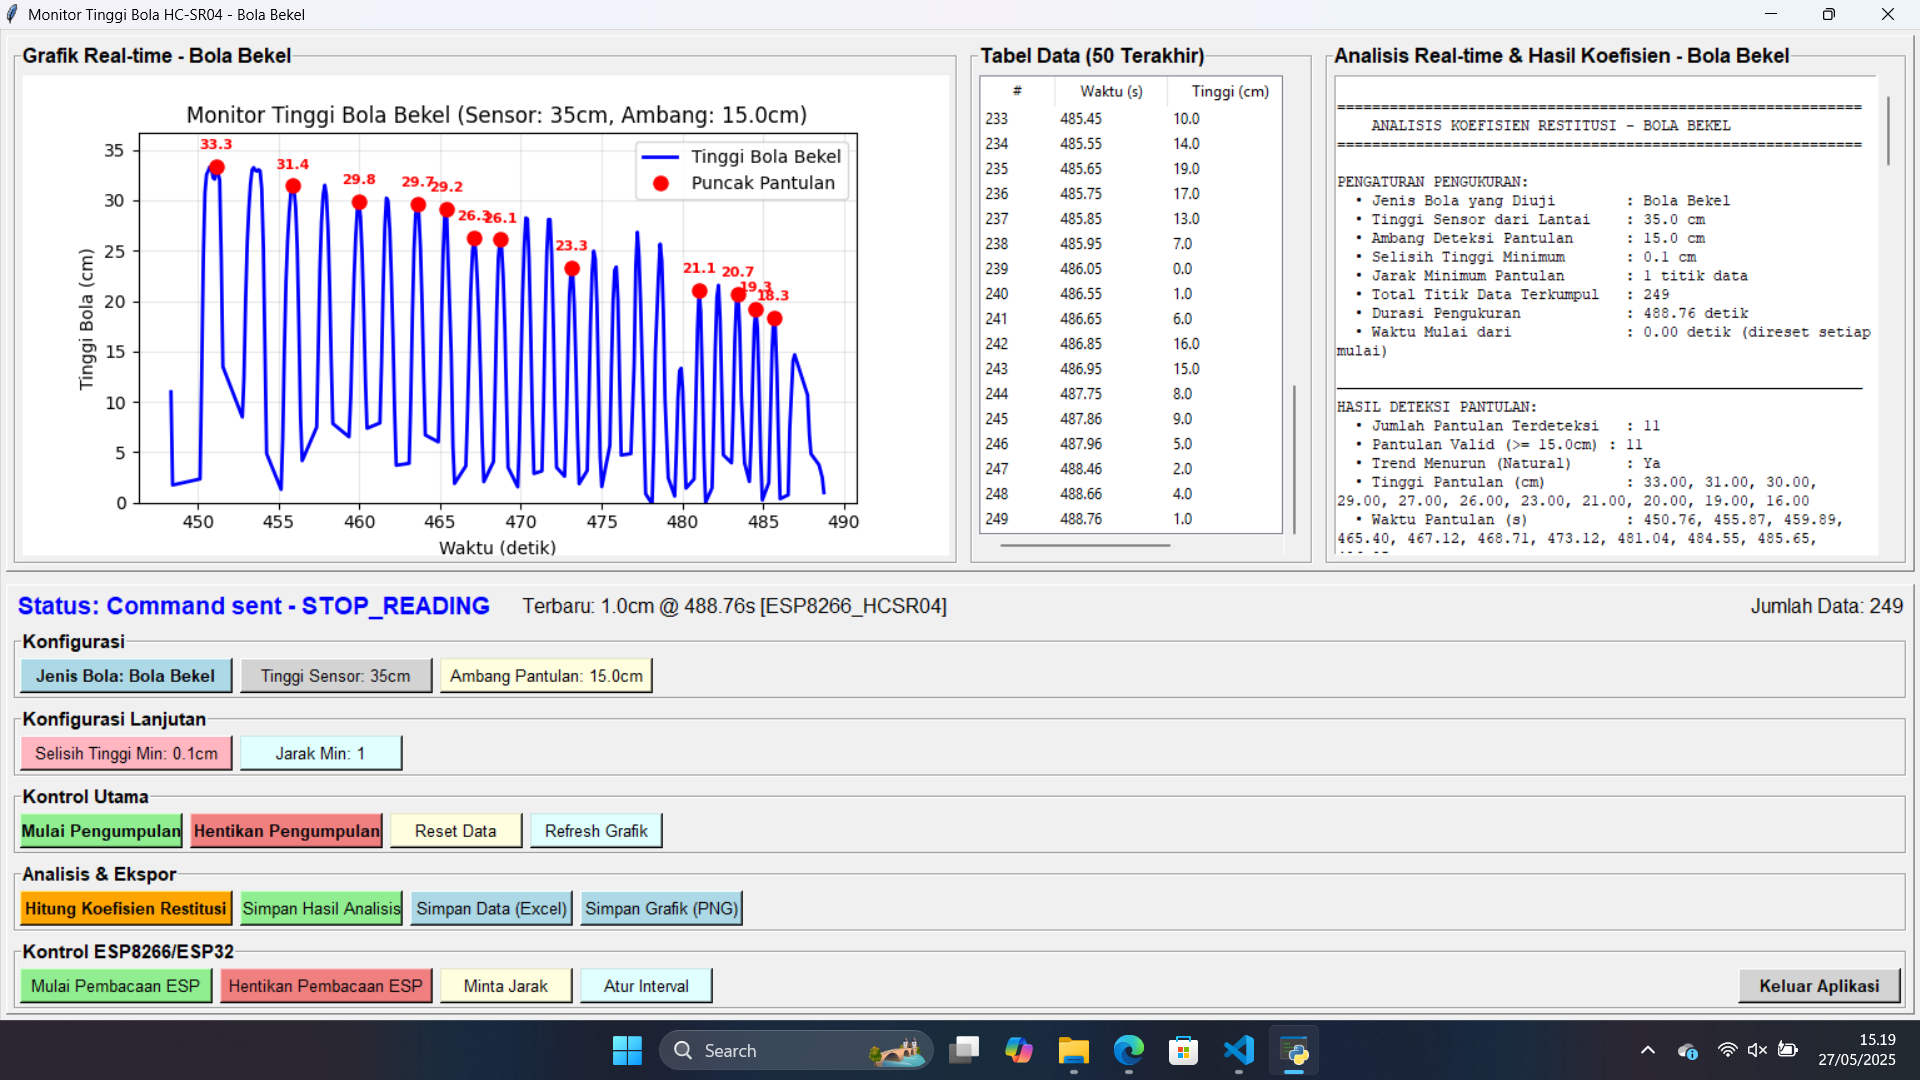 Monitor Tinggi Bola HC-SR04 - Bola Bekel
Grafik Real-time - Bola Bekel
Monitor Tinggi Bola Bekel (Sensor: 35cm, Ambang: 15.0cm)
Tinggi Bola Bekel
Puncak Pantulan
33.3
31.4
29.8
29.7
29.2
26.3
26.1
23.3
21.1
20.7
19.3
18.3
Tinggi Bola (cm)
35
30
25
20
15
10
5
0
450 455 460 465 470 475 480 485 490
Waktu (detik)
Tabel Data (50 Terakhir)
# Waktu (s) Tinggi (cm)
233 485.45 10.0
234 485.55 14.0
235 485.65 19.0
236 485.75 17.0
237 485.85 13.0
238 485.95 7.0
239 486.05 0.0
240 486.55 1.0
241 486.65 6.0
242 486.85 16.0
243 486.95 15.0
244 487.75 8.0
245 487.86 9.0
246 487.96 5.0
247 488.46 2.0
248 488.66 4.0
249 488.76 1.0
Analisis Real-time & Hasil Koefisien - Bola Bekel
ANALISIS KOEFISIEN RESTITUSI - BOLA BEKEL
PENGATURAN PENGUKURAN:
• Jenis Bola yang Diuji : Bola Bekel
• Tinggi Sensor dari Lantai : 35.0 cm
• Ambang Deteksi Pantulan : 15.0 cm
• Selisih Tinggi Minimum : 0.1 cm
• Jarak Minimum Pantulan : 1 titik data
• Total Titik Data Terkumpul : 249
• Durasi Pengukuran : 488.76 detik
• Waktu Mulai dari : 0.00 detik (direset setiap
mulai)
HASIL DETEKSI PANTULAN:
• Jumlah Pantulan Terdeteksi : 11
• Pantulan Valid (>= 15.0cm) : 11
• Trend Menurun (Natural) : Ya
• Tinggi Pantulan (cm) : 33.00, 31.00, 30.00,
29.00, 27.00, 26.00, 23.00, 21.00, 20.00, 19.00, 16.00
• Waktu Pantulan (s) : 450.76, 455.87, 459.89,
465.40, 467.12, 468.71, 473.12, 481.04, 484.55, 485.65,
Status: Command sent - STOP_READING
Terbaru: 1.0cm @ 488.76s [ESP8266_HCSR04]
Jumlah Data: 249
Konfigurasi
Jenis Bola: Bola Bekel
Tinggi Sensor: 35cm
Ambang Pantulan: 15.0cm
Konfigurasi Lanjutan
Selisih Tinggi Min: 0.1cm
Jarak Min: 1
Kontrol Utama
Mulai Pengumpulan
Hentikan Pengumpulan
Reset Data
Refresh Grafik
Analisis & Ekspor
Hitung Koefisien Restitusi
Simpan Hasil Analisis
Simpan Data (Excel)
Simpan Grafik (PNG)
Kontrol ESP8266/ESP32
Mulai Pembacaan ESP
Hentikan Pembacaan ESP
Minta Jarak
Atur Interval
Keluar Aplikasi
Search
15.19
27/05/2025